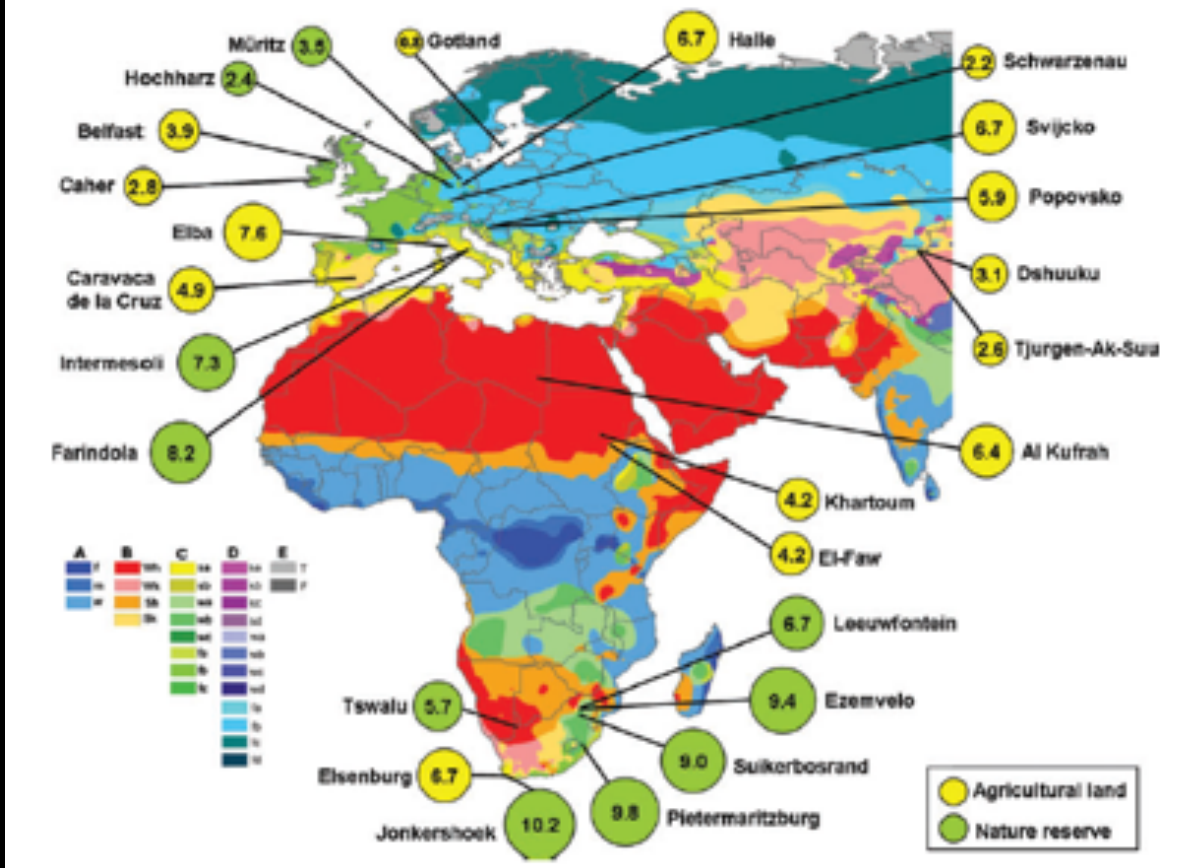 Müritz 3.5
Gotland
6.7 Halle
Hochharz 2.4
2.2 Schwarzenau
Belfast 3.9
6.7 Svijcko
Caher 2.8
5.9 Popovsko
Elba 7.6
3.1 Dshuuku
Caravaca
de la Cruz 4.9
2.6 Tjurgen-Ak-Suu
Intermesoli 7.3
Farindola 8.2
6.4 Al Kufrah
4.2 Khartoum
4.2 El-Faw
A B C D E
6.7 Leeuwfontein
Tswalu 5.7
9.4 Ezemvelo
9.0 Suikerbosrand
Elsenburg 6.7
9.8 Pietermaritzburg
Jonkershoek 10.2
Agricultural land
Nature reserve